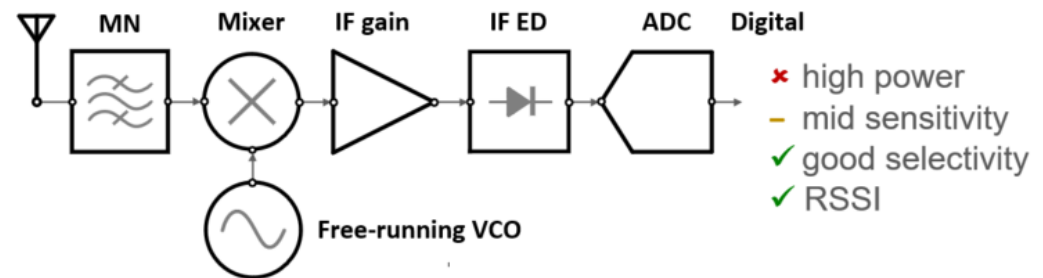 MN Mixer IF gain IF ED ADC Digital
✘ high power
– mid sensitivity
✓ good selectivity
✓ RSSI
Free-running VCO